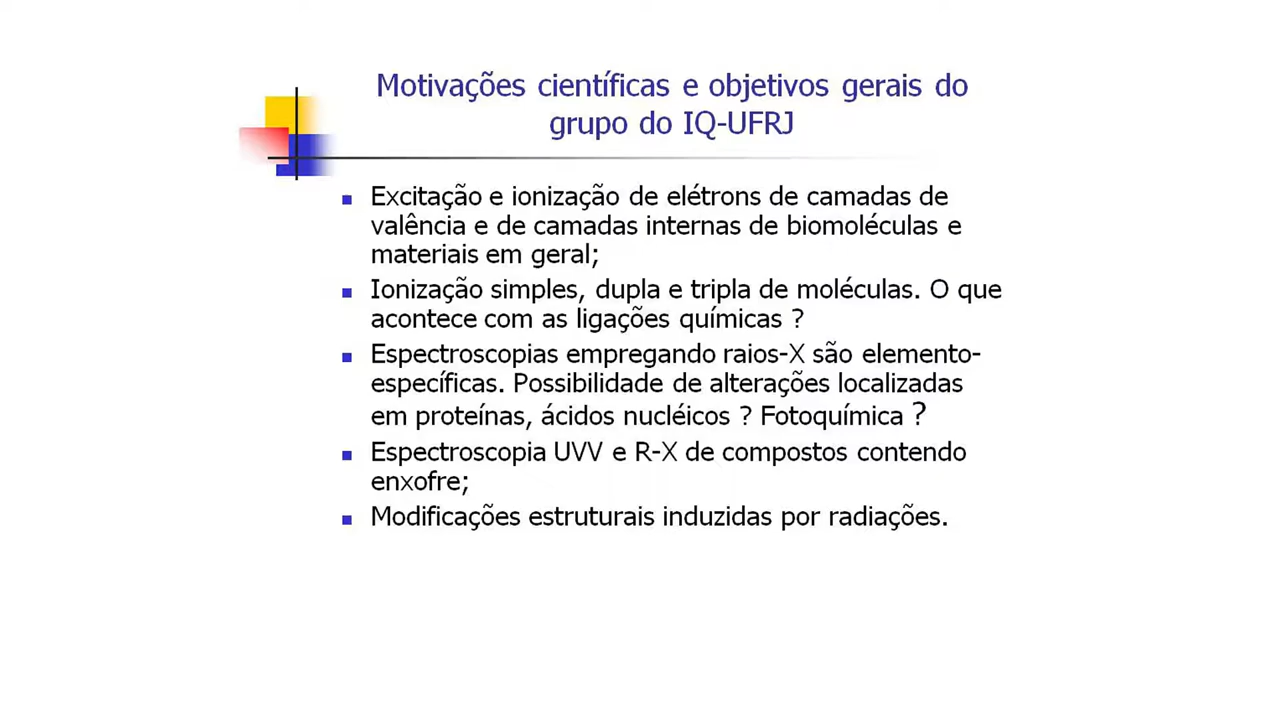 Motivações científicas e objetivos gerais do
grupo do IQ-UFRJ
Excitação e ionização de elétrons de camadas de
valência e de camadas internas de biomoléculas e
materiais em geral;
Ionização simples, dupla e tripla de moléculas. O que
acontece com as ligações químicas ?
Espectroscopias empregando raios-X são elemento-
específicas. Possibilidade de alterações localizadas
em proteínas, ácidos nucléicos ? Fotoquímica ?
Espectroscopia UVV e R-X de compostos contendo
enxofre;
Modificações estruturais induzidas por radiações.